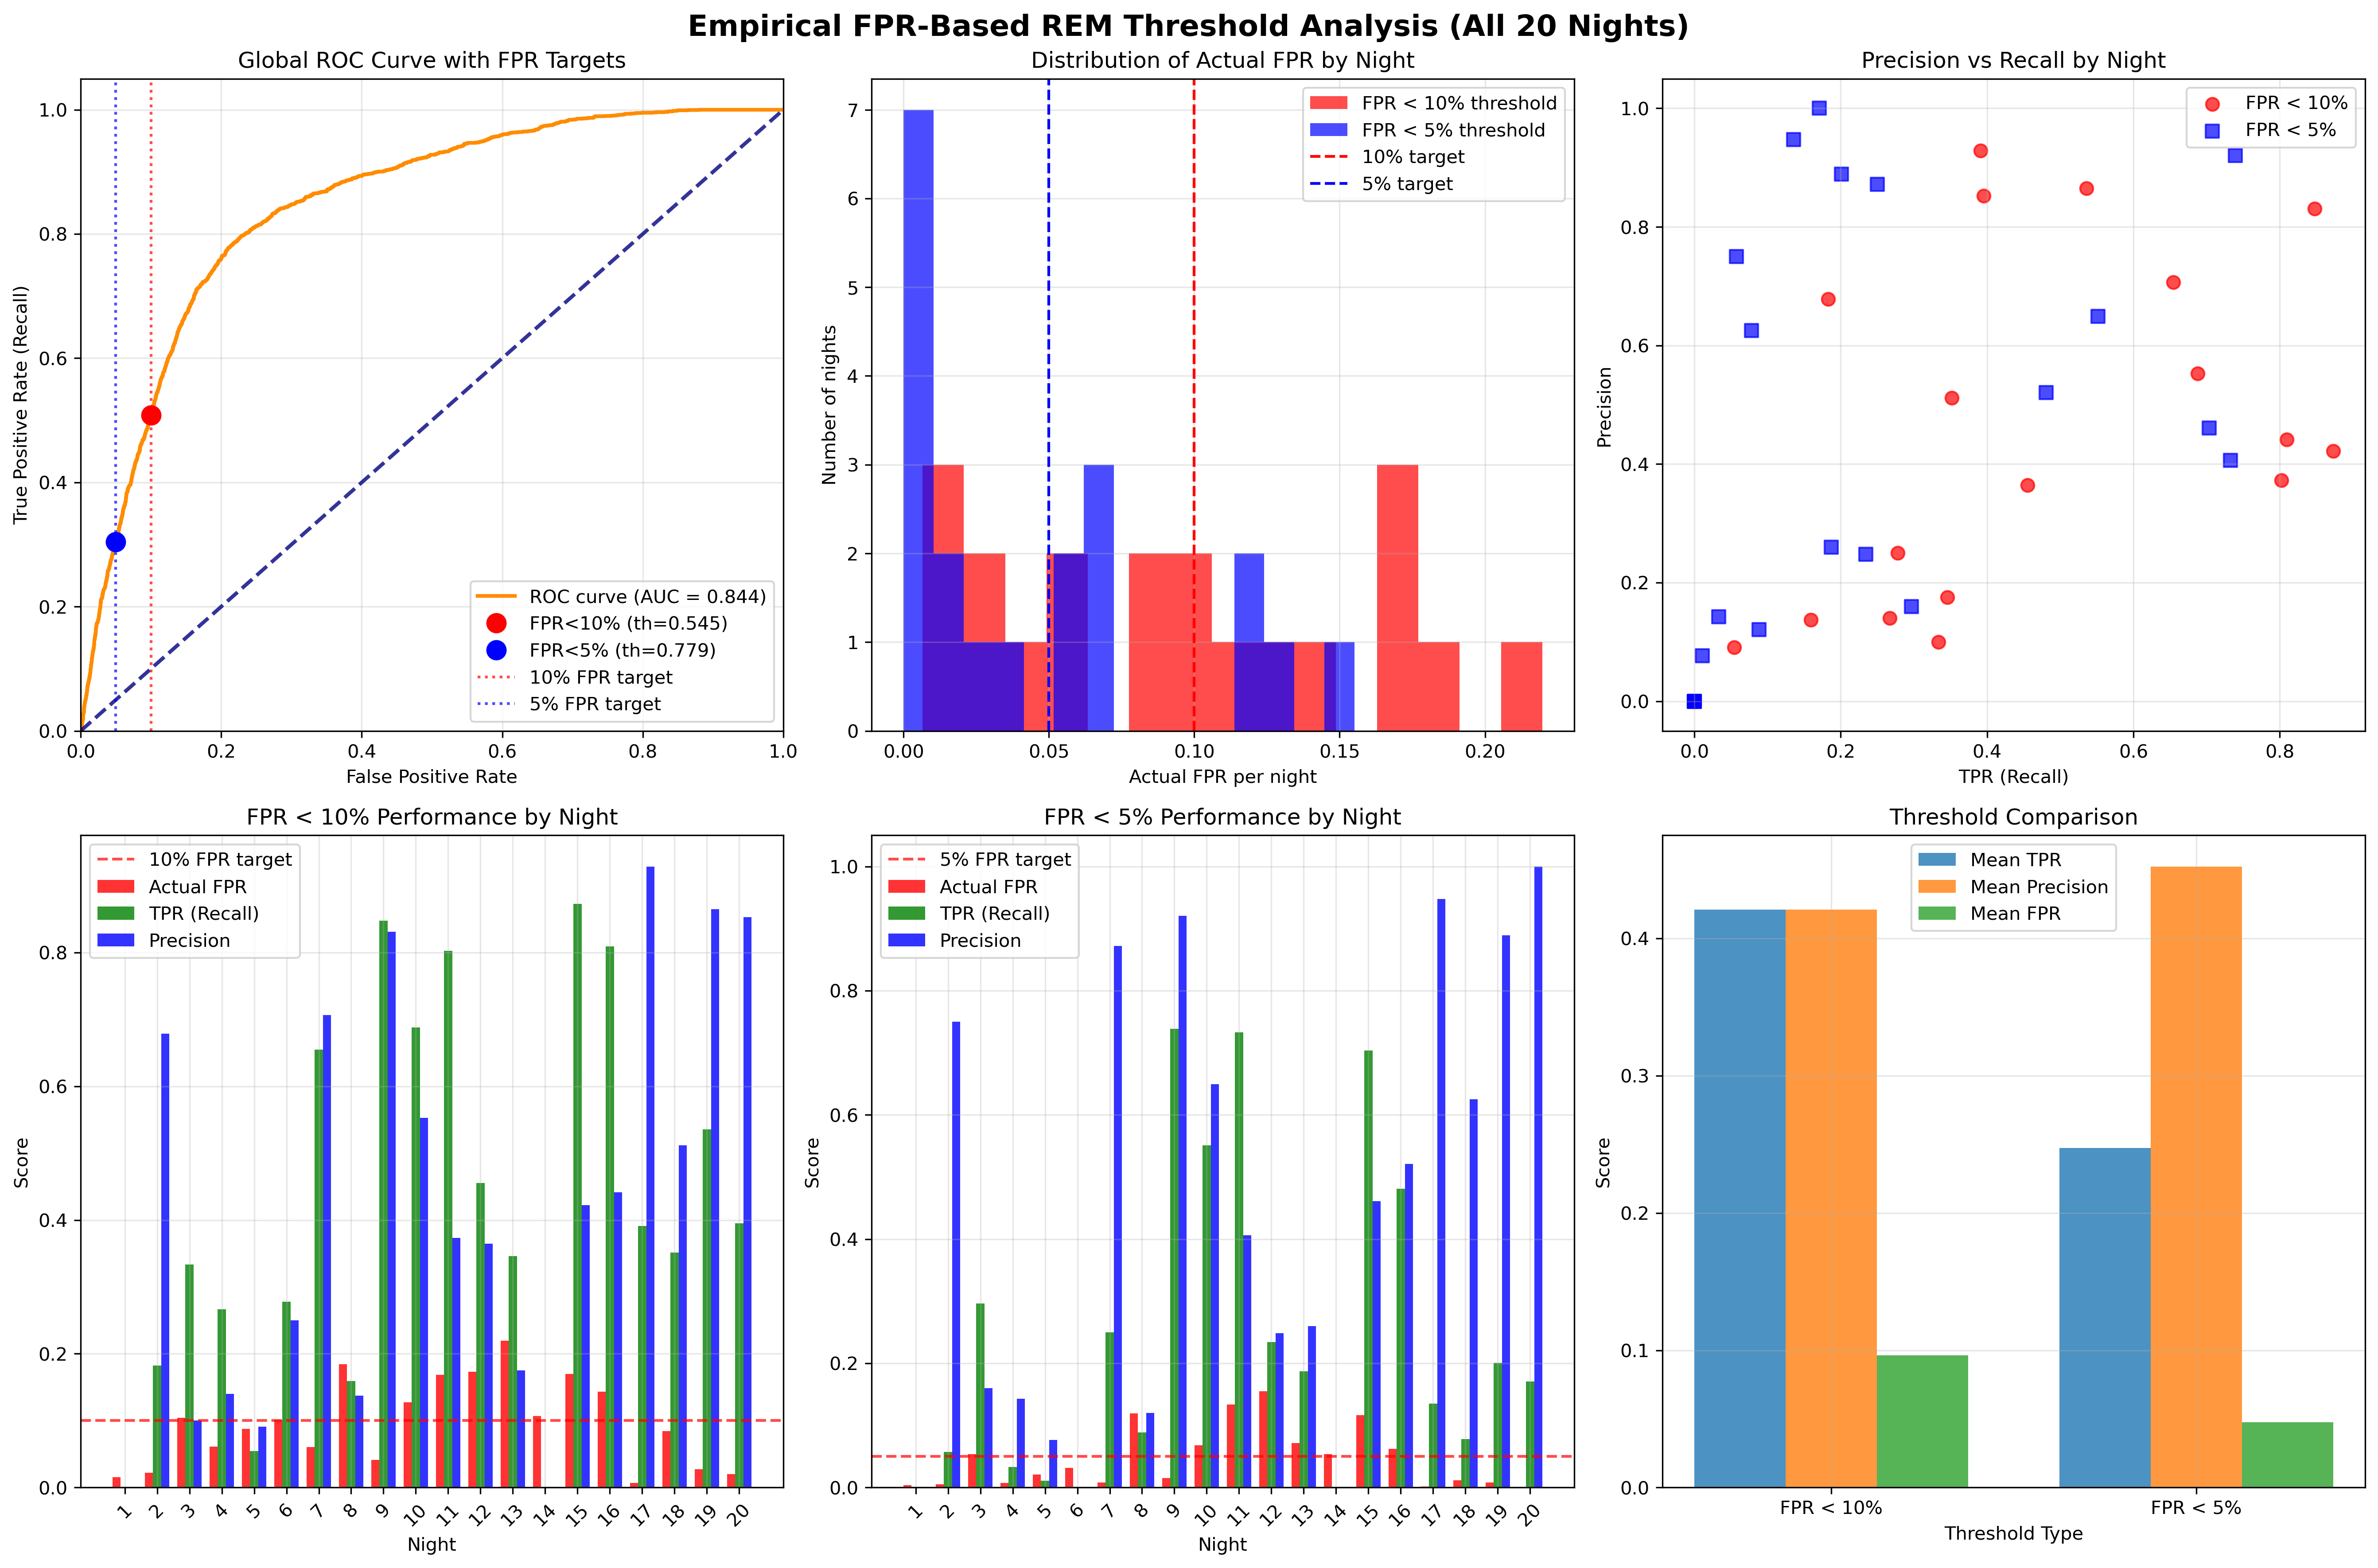 Empirical FPR-Based REM Threshold Analysis (All 20 Nights)
Global ROC Curve with FPR Targets
True Positive Rate (Recall)
1.0
0.8
0.6
0.4
0.2
0.0
0.0 0.2 0.4 0.6 0.8 1.0
False Positive Rate
ROC curve (AUC = 0.844)
FPR<10% (th=0.545)
FPR<5% (th=0.779)
10% FPR target
5% FPR target
Distribution of Actual FPR by Night
Number of nights
7
6
5
4
3
2
1
0
0.00 0.05 0.10 0.15 0.20
Actual FPR per night
FPR < 10% threshold
FPR < 5% threshold
10% target
5% target
Precision vs Recall by Night
Precision
1.0
0.8
0.6
0.4
0.2
0.0
0.0 0.2 0.4 0.6 0.8
TPR (Recall)
FPR < 10%
FPR < 5%
FPR < 10% Performance by Night
Score
0.8
0.6
0.4
0.2
0.0
1 2 3 4 5 6 7 8 9 10 11 12 13 14 15 16 17 18 19 20
Night
10% FPR target
Actual FPR
TPR (Recall)
Precision
FPR < 5% Performance by Night
Score
1.0
0.8
0.6
0.4
0.2
0.0
1 2 3 4 5 6 7 8 9 10 11 12 13 14 15 16 17 18 19 20
Night
5% FPR target
Actual FPR
TPR (Recall)
Precision
Threshold Comparison
Score
0.4
0.3
0.2
0.1
0.0
FPR < 10% FPR < 5%
Threshold Type
Mean TPR
Mean Precision
Mean FPR